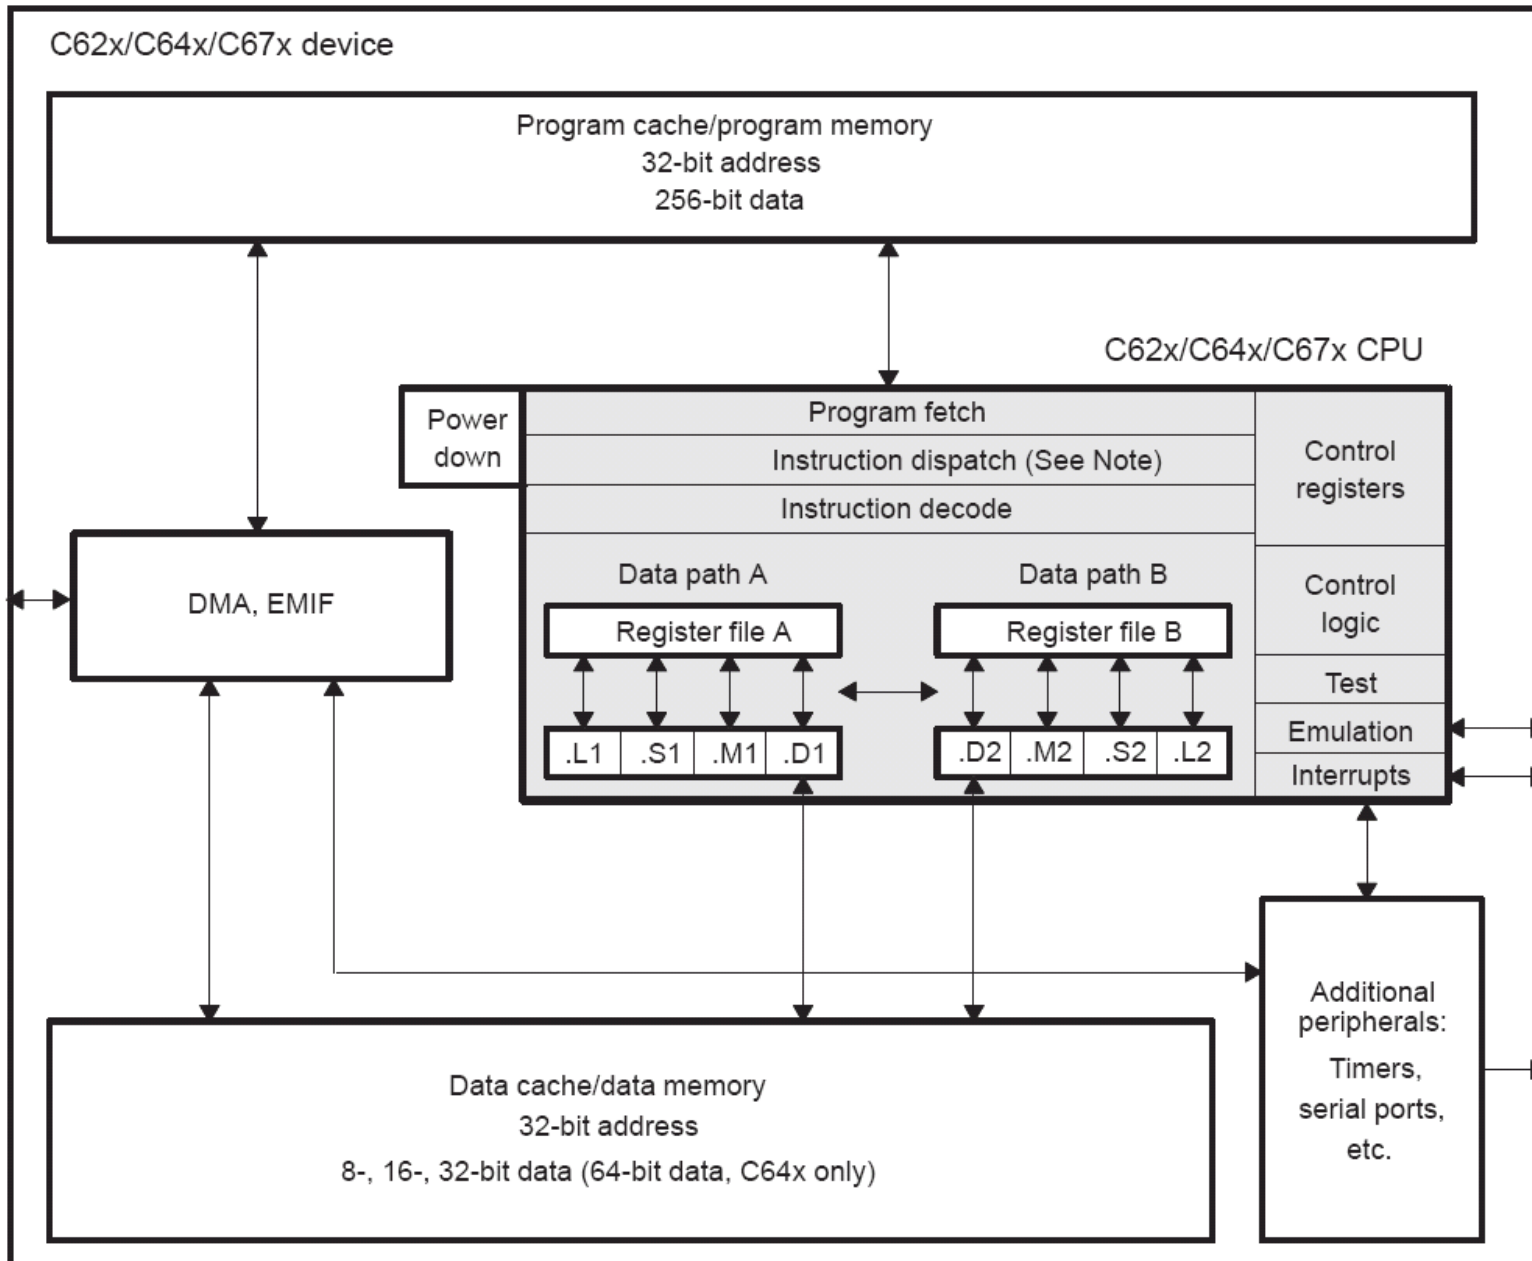 C62x/C64x/C67x device
Program cache/program memory
32-bit address
256-bit data
C62x/C64x/C67x CPU
Power
down
Program fetch
Instruction dispatch (See Note)
Instruction decode
Control
registers
Data path A
Data path B
Control
logic
DMA, EMIF
Register file A
Register file B
Test
Emulation
Interrupts
.L1 .S1 .M1 .D1
.D2 .M2 .S2 .L2
Additional
peripherals:
Timers,
serial ports,
etc.
Data cache/data memory
32-bit address
8-, 16-, 32-bit data (64-bit data, C64x only)